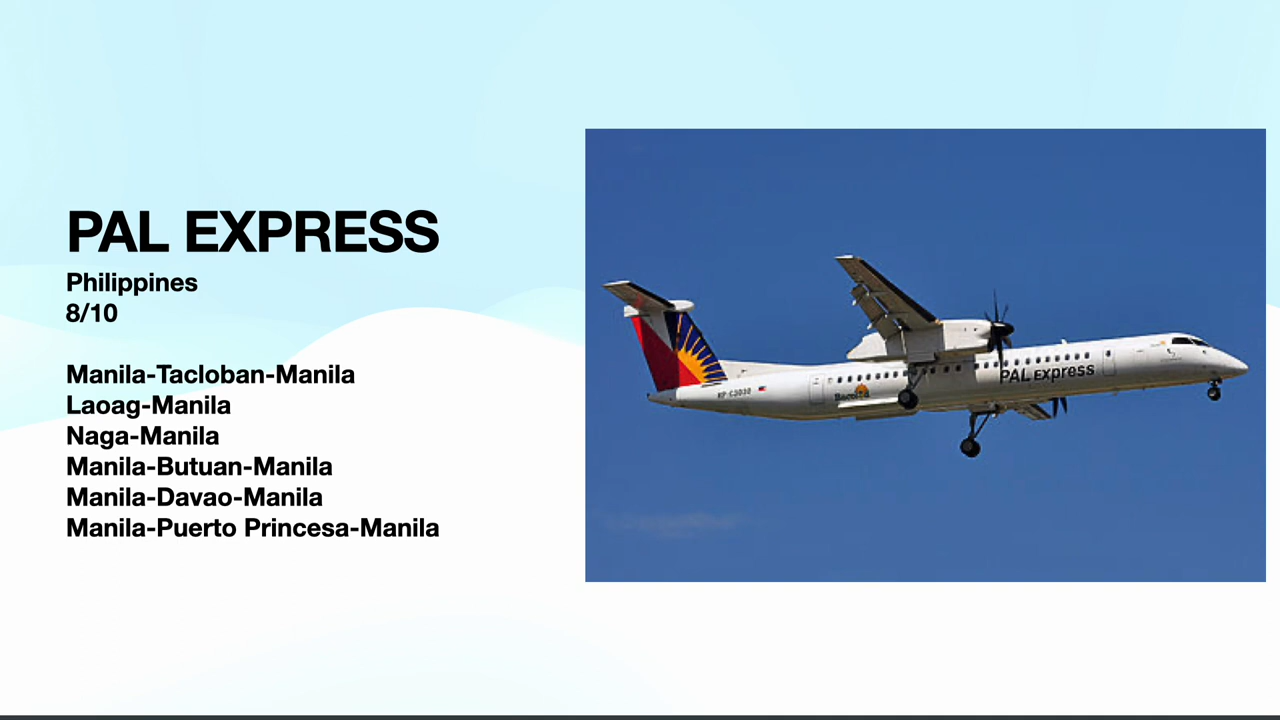 PAL EXPRESS
Philippines
8/10
Manila-Tacloban-Manila
Laoag-Manila
Naga-Manila
Manila-Butuan-Manila
Manila-Davao-Manila
Manila-Puerto Princesa-Manila
PAL Express
Bacolod